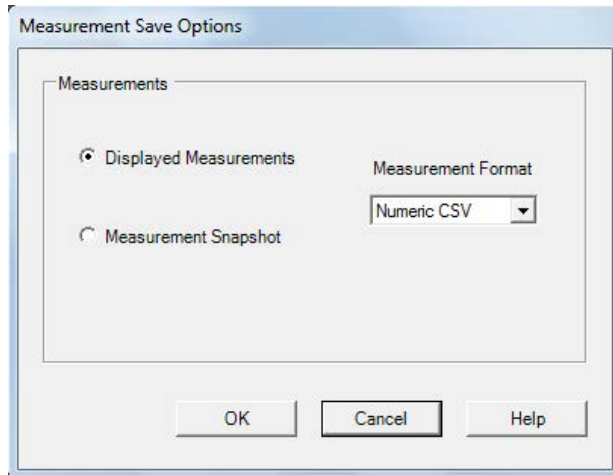 Measurement Save Options
Measurements
Displayed Measurements
Measurement Format
Numeric CSV
Measurement Snapshot
OK
Cancel
Help